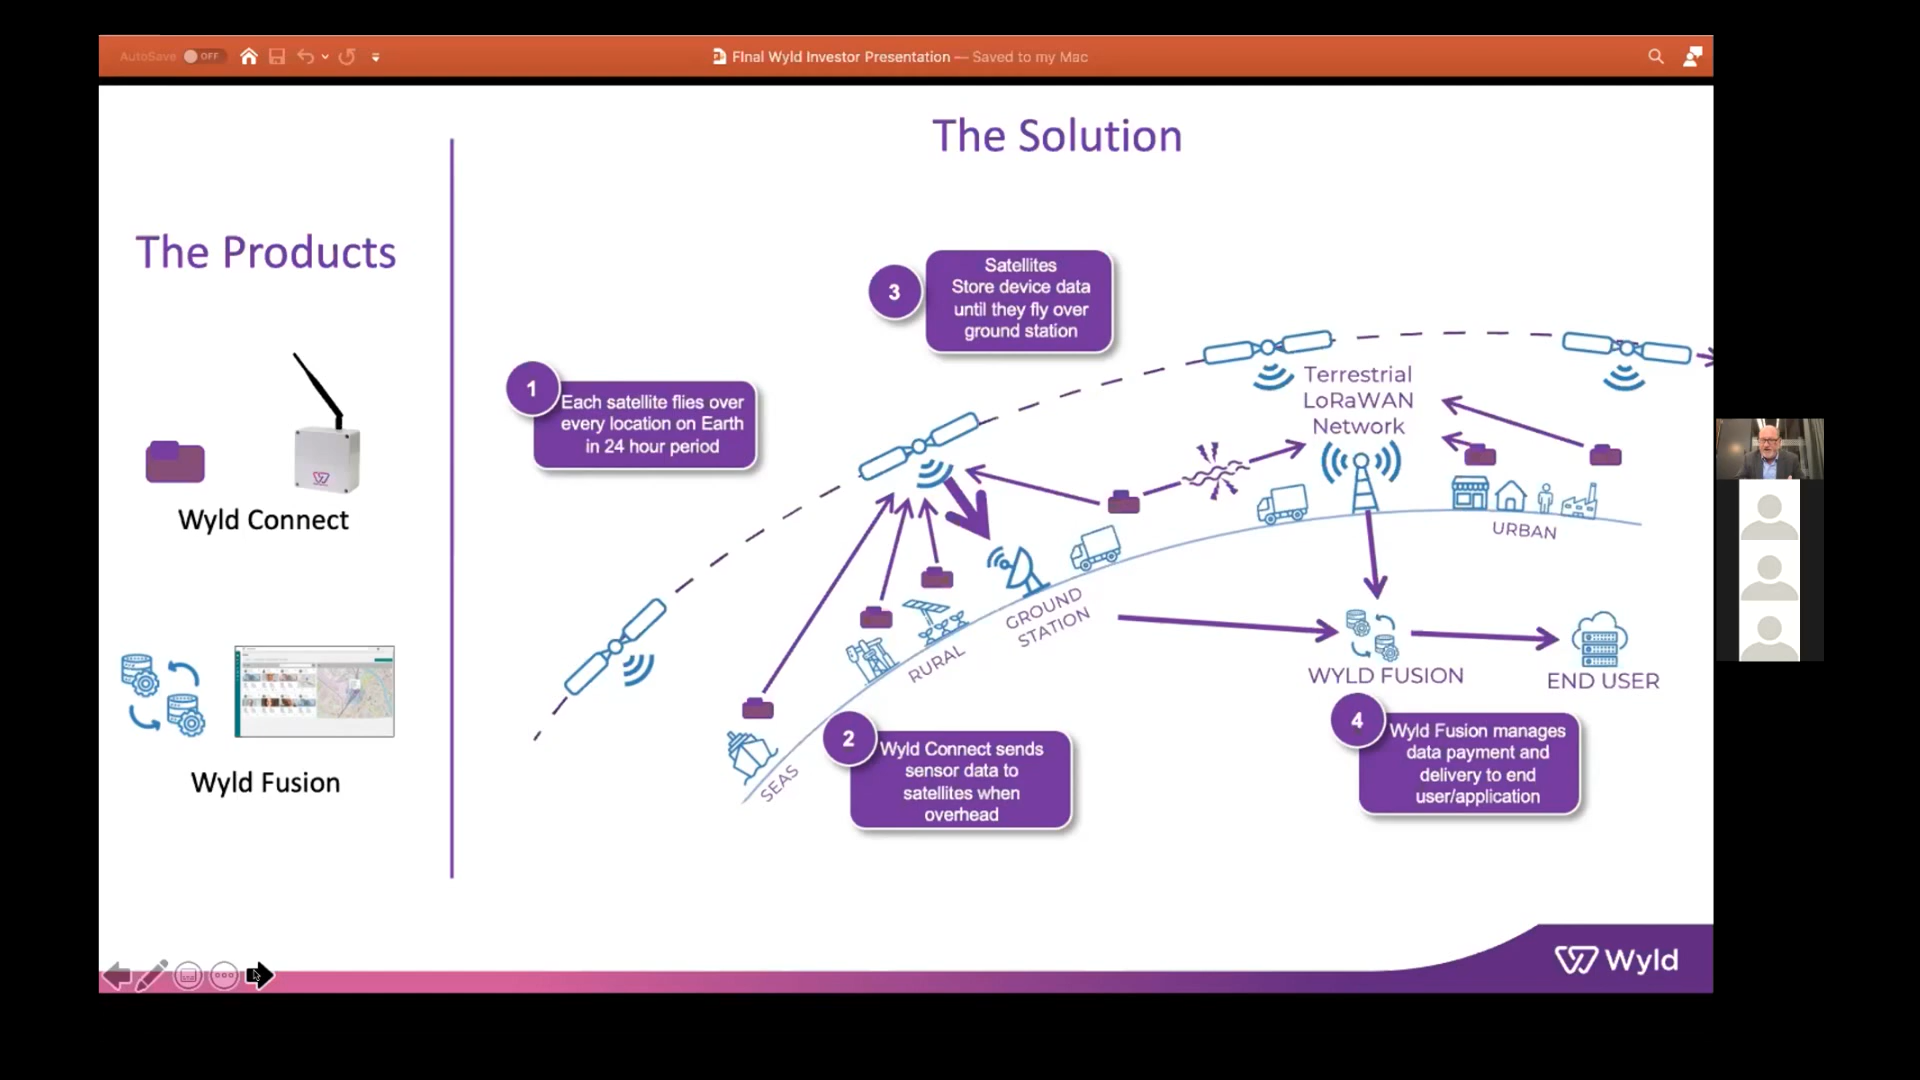 AutoSave OFF
FInal Wyld Investor Presentation — Saved to my Mac
The Solution
The Products
Wyld Connect
Wyld Fusion
1
Each satellite flies over
every location on Earth
in 24 hour period
3
Satellites
Store device data
until they fly over
ground station
Terrestrial
LoRaWAN
Network
URBAN
GROUND
STATION
RURAL
SEAS
2
Wyld Connect sends
sensor data to
satellites when
overhead
WYLD FUSION
END USER
4
Wyld Fusion manages
data payment and
delivery to end
user/application
Wyld